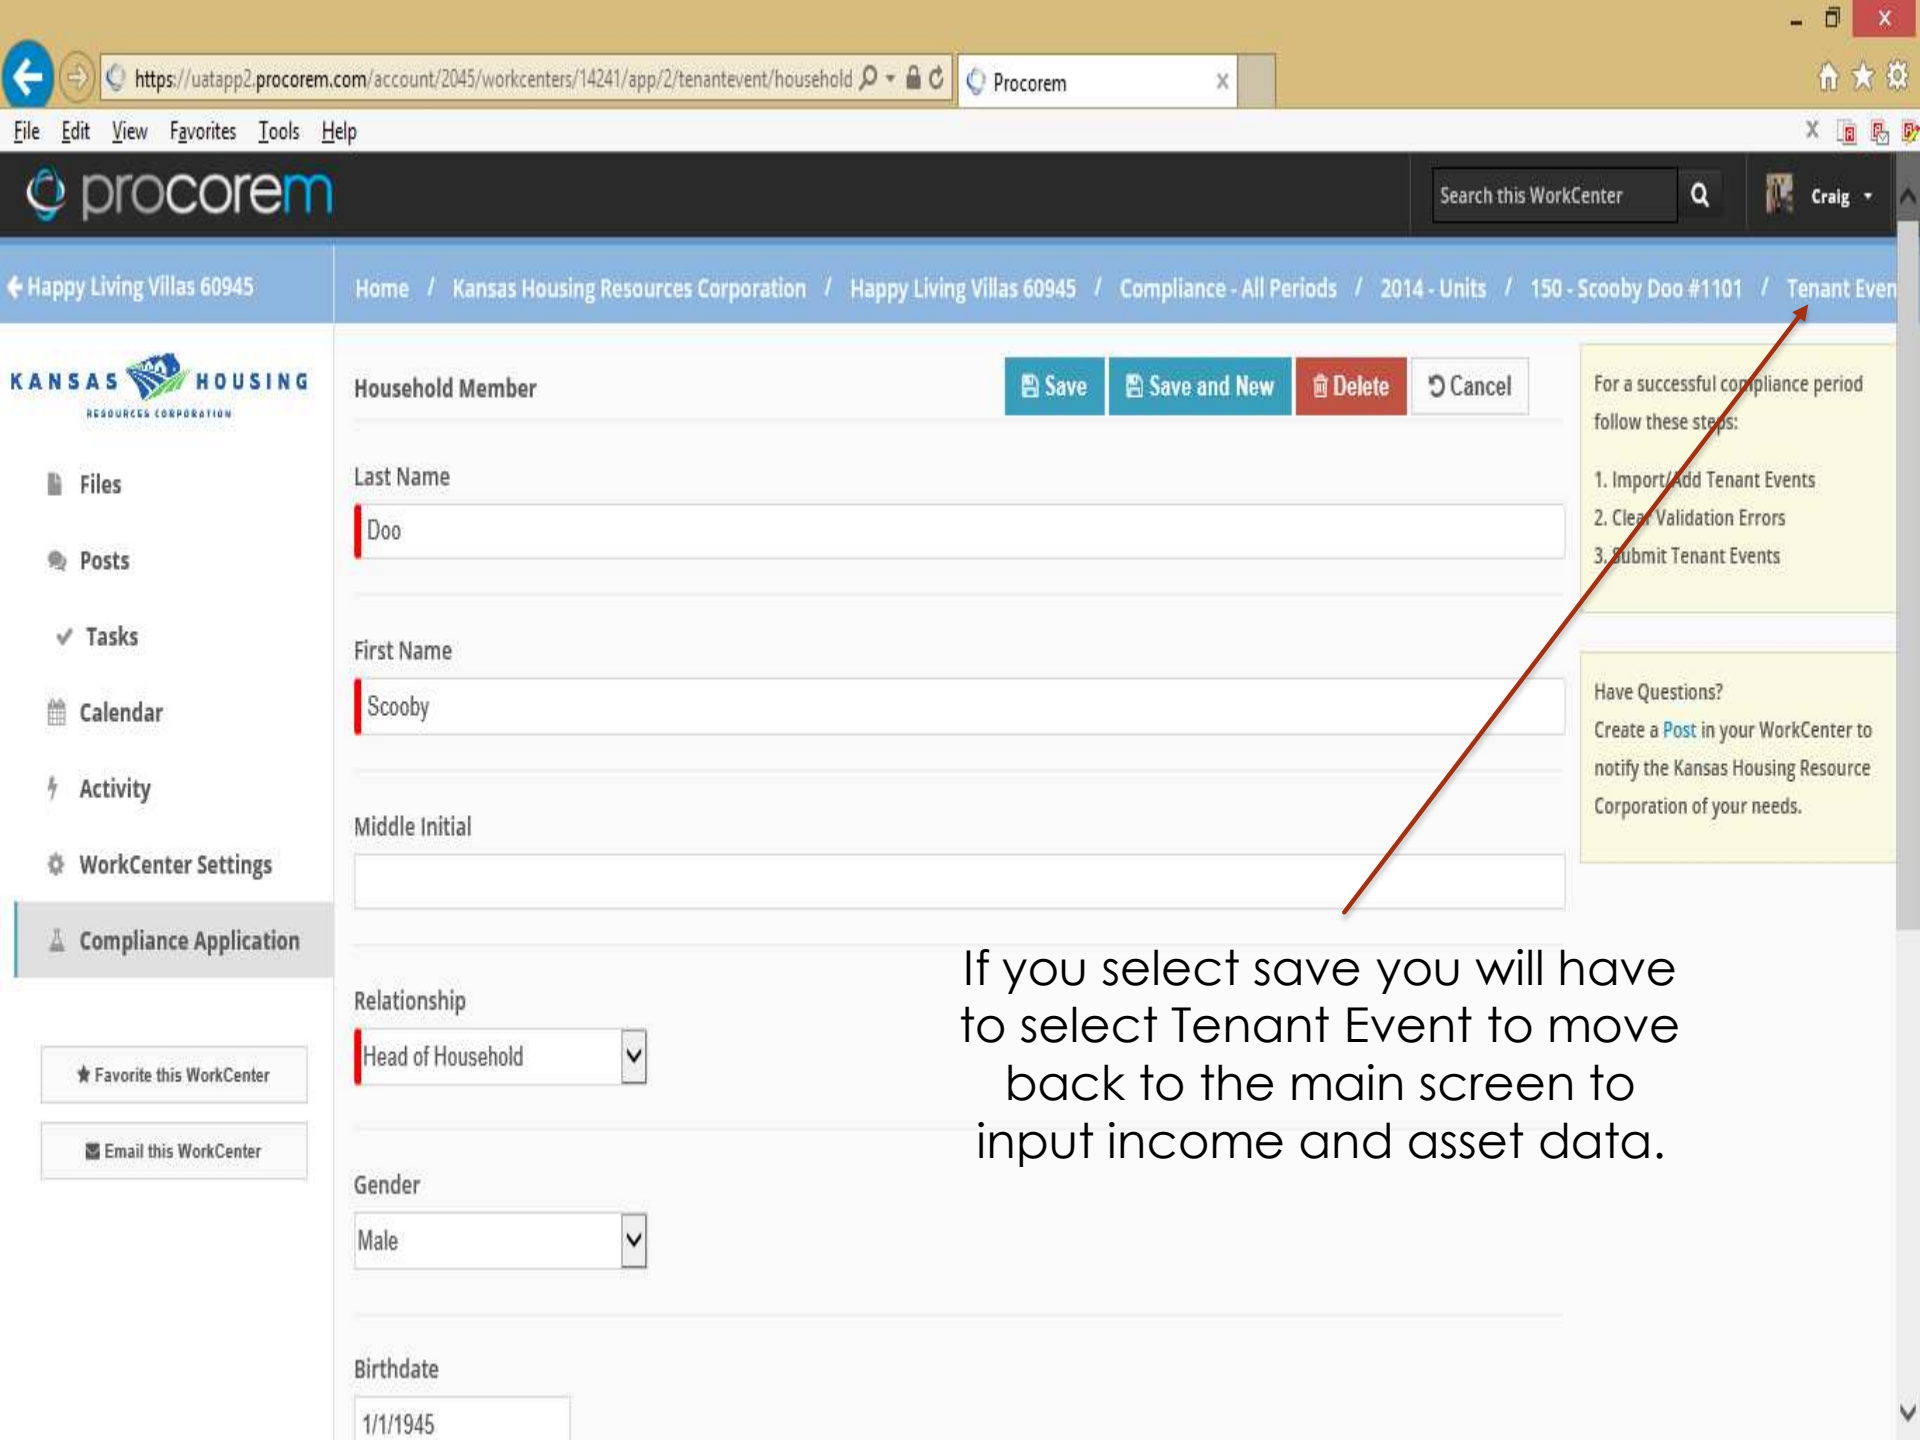 https://uatapp2.procorem.com/account/2045/workcenters/14241/app/2/tenantevent/household
Procorem
File Edit View Favorites Tools Help
procorem
Search this WorkCenter
Craig
Happy Living Villas 60945
Home / Kansas Housing Resources Corporation / Happy Living Villas 60945 / Compliance - All Periods / 2014 - Units / 150 - Scooby Doo #1101 / Tenant Even
KANSAS HOUSING
RESOURCES CORPORATION
Files
Posts
Tasks
Calendar
Activity
WorkCenter Settings
Compliance Application
Favorite this WorkCenter
Email this WorkCenter
Household Member
Save
Save and New
Delete
Cancel
Last Name
Doo
First Name
Scooby
Middle Initial
Relationship
Head of Household
Gender
Male
Birthdate
1/1/1945
For a successful compliance period
follow these steps:
1. Import/Add Tenant Events
2. Clear Validation Errors
3. Submit Tenant Events
Have Questions?
Create a Post in your WorkCenter to
notify the Kansas Housing Resource
Corporation of your needs.
If you select save you will have
to select Tenant Event to move
back to the main screen to
input income and asset data.